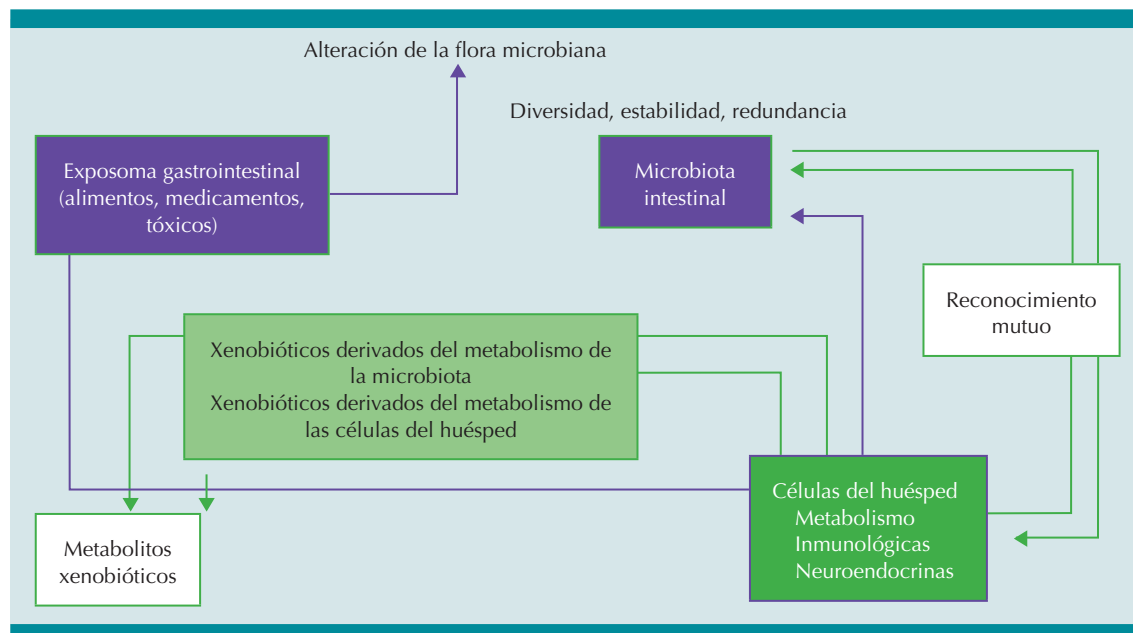 Alteración de la flora microbiana
Diversidad, estabilidad, redundancia
Exposoma gastrointestinal
(alimentos, medicamentos,
tóxicos)
Microbiota
intestinal
Reconocimiento
mutuo
Xenobióticos derivados del metabolismo de
la microbiota
Xenobióticos derivados del metabolismo de
las células del huésped
Células del huésped
Metabolismo
Inmunológicas
Neuroendocrinas
Metabolitos
xenobióticos